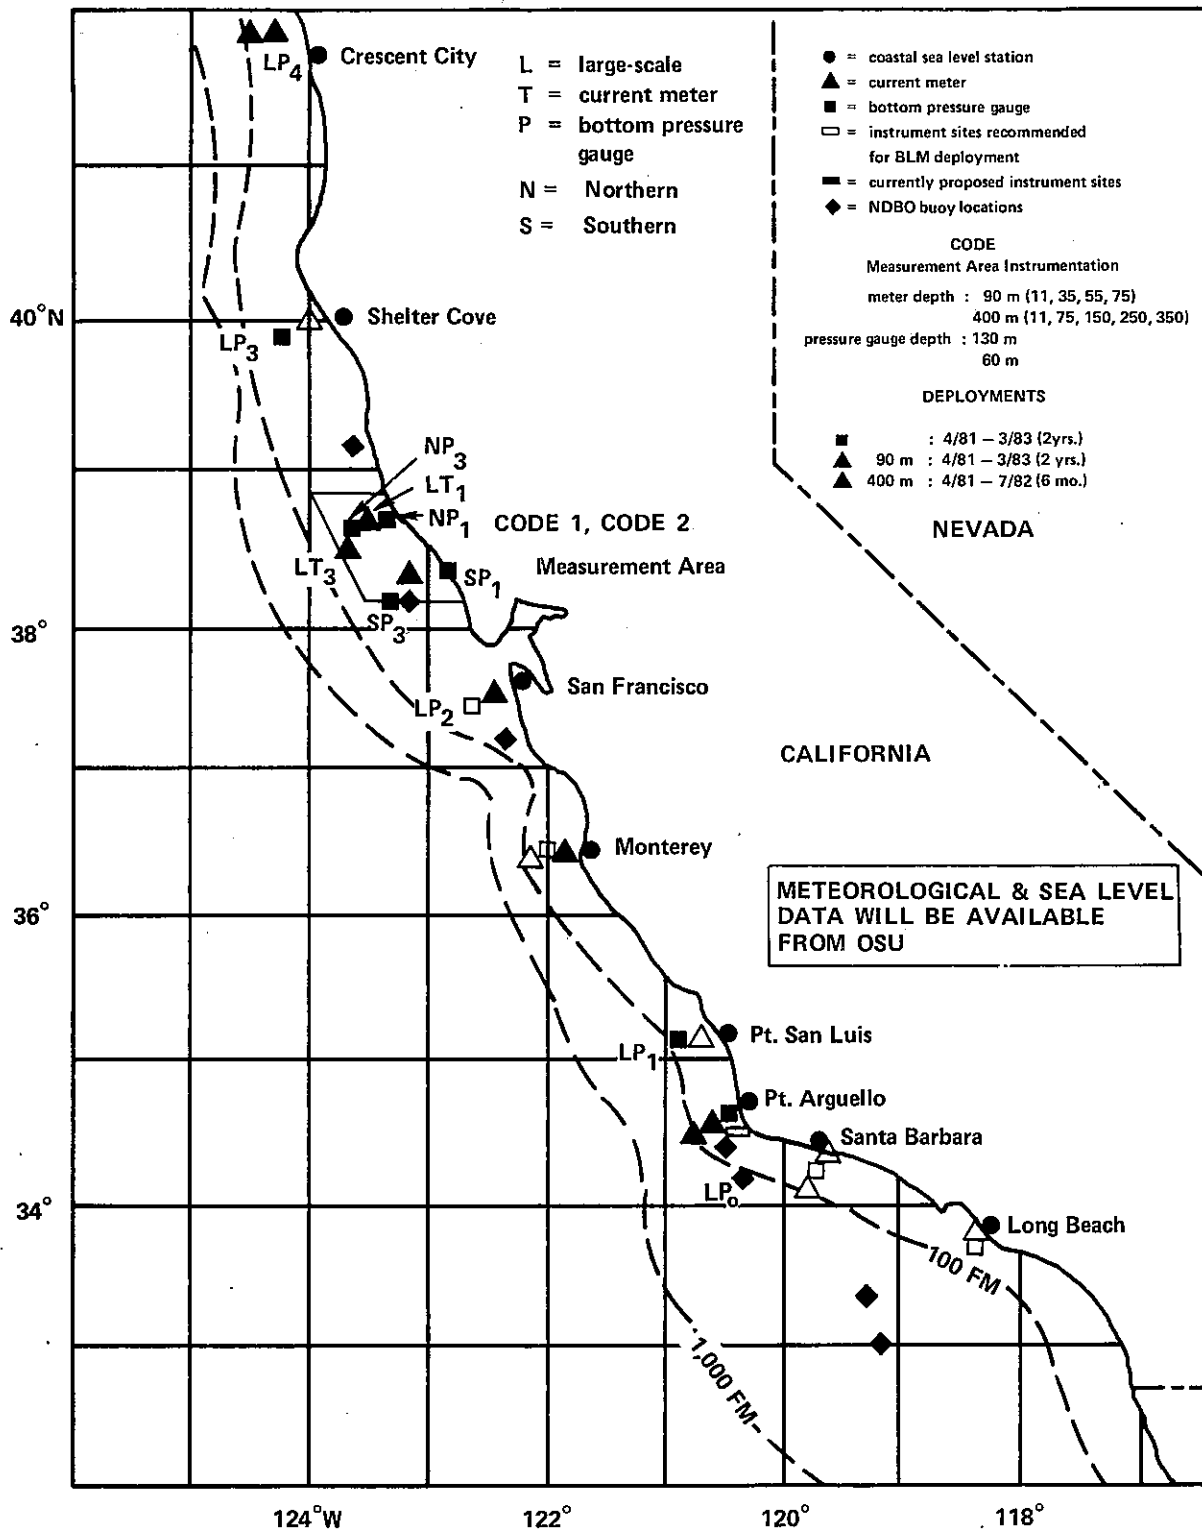 L = large-scale
T = current meter
P = bottom pressure
gauge
N = Northern
S = Southern
● = coastal sea level station
▲ = current meter
■ = bottom pressure gauge
▭ = instrument sites recommended
for BLM deployment
▬ = currently proposed instrument sites
◆ = NDBO buoy locations
CODE
Measurement Area Instrumentation
meter depth : 90 m (11, 35, 55, 75)
400 m (11, 75, 150, 250, 350)
pressure gauge depth : 130 m
60 m
DEPLOYMENTS
■ : 4/81 – 3/83 (2yrs.)
▲ 90 m : 4/81 – 3/83 (2 yrs.)
▲ 400 m : 4/81 – 7/82 (6 mo.)
LP4
Crescent City
40°N
Shelter Cove
LP3
NP3
LT1
NP1
CODE 1, CODE 2
Measurement Area
NEVADA
LT3
SP1
SP3
38°
San Francisco
LP2
CALIFORNIA
Monterey
METEOROLOGICAL & SEA LEVEL
DATA WILL BE AVAILABLE
FROM OSU
36°
Pt. San Luis
LP1
Pt. Arguello
Santa Barbara
LPo
34°
Long Beach
100 FM
1,000 FM
124°W
122°
120°
118°